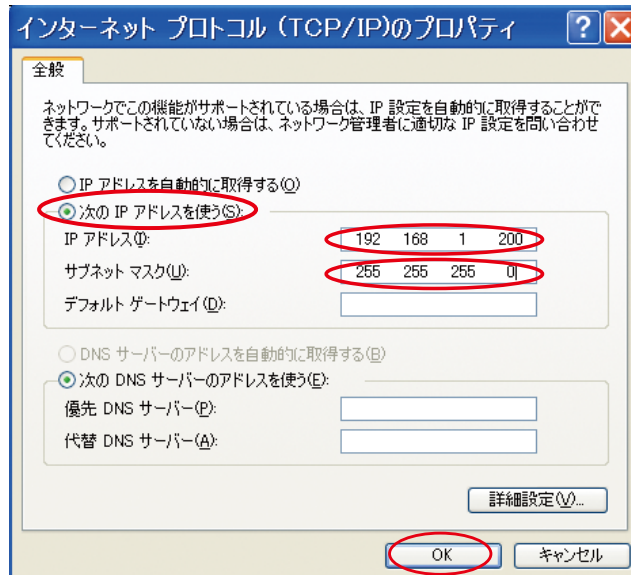 インターネット プロトコル (TCP/IP)のプロパティ
全般
ネットワークでこの機能がサポートされている場合は、IP 設定を自動的に取得することがで
きます。サポートされていない場合は、ネットワーク管理者に適切な IP 設定を問い合わせ
てください。
IP アドレスを自動的に取得する(O)
次の IP アドレスを使う(S):
IP アドレス(I): 192 168 1 200
サブネット マスク(U): 255 255 255 0
デフォルト ゲートウェイ(D):
DNS サーバーのアドレスを自動的に取得する(B)
次の DNS サーバーのアドレスを使う(E):
優先 DNS サーバー(P):
代替 DNS サーバー(A):
詳細設定(V)...
OK キャンセル